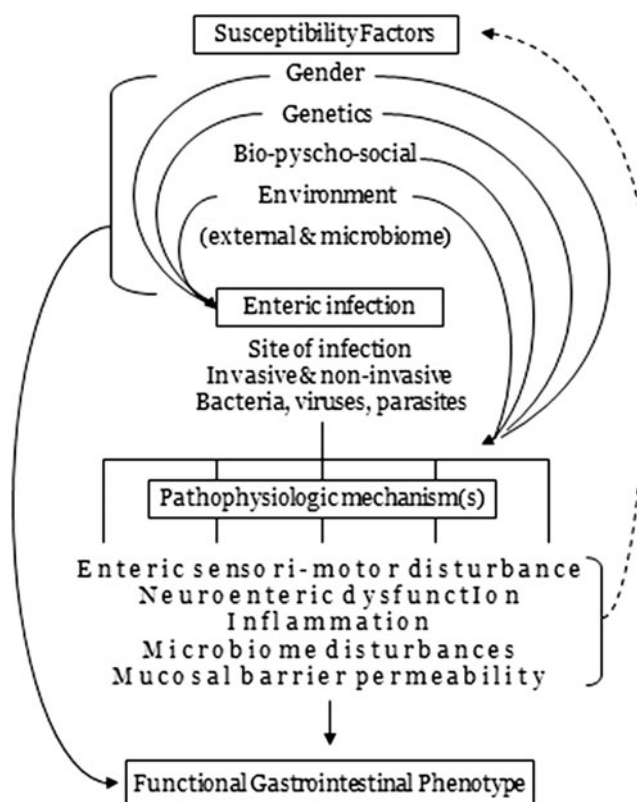 Susceptibility Factors
Gender
Genetics
Bio-pyscho-social
Environment
(external & microbiome)
Enteric infection
Site of infection
Invasive & non-invasive
Bacteria, viruses, parasites
Pathophysiologic mechanism(s)
Enteric sensori-motor disturbance
Neuroenteric dysfunctIon
Inflammation
Microbiome disturbances
Mucosal barrier permeability
Functional Gastrointestinal Phenotype